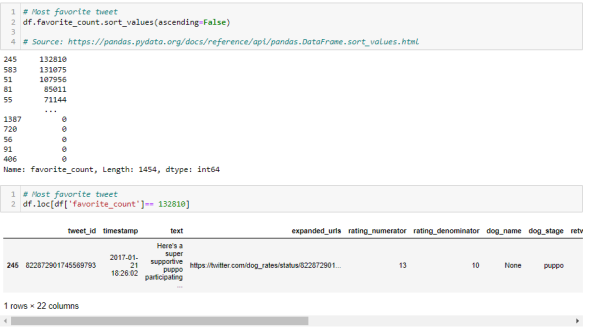 1 # Most favorite tweet
2 df.favorite_count.sort_values(ascending=False)
3
4 # Source: https://pandas.pydata.org/docs/reference/api/pandas.DataFrame.sort_values.html
245 132810
583 131075
51 107956
81 85011
55 71144
...
1387 0
720 0
56 0
91 0
406 0
Name: favorite_count, Length: 1454, dtype: int64
1 # Most favorite tweet
2 df.loc[df['favorite_count']== 132810]
tweet_id timestamp text expanded_urls rating_numerator rating_denominator dog_name dog_stage retw
245 822872901745569793 2017-01-21 18:26:02 Here's a super supportive puppo participating ... https://twitter.com/dog_rates/status/822872901... 13 10 None puppo
1 rows × 22 columns